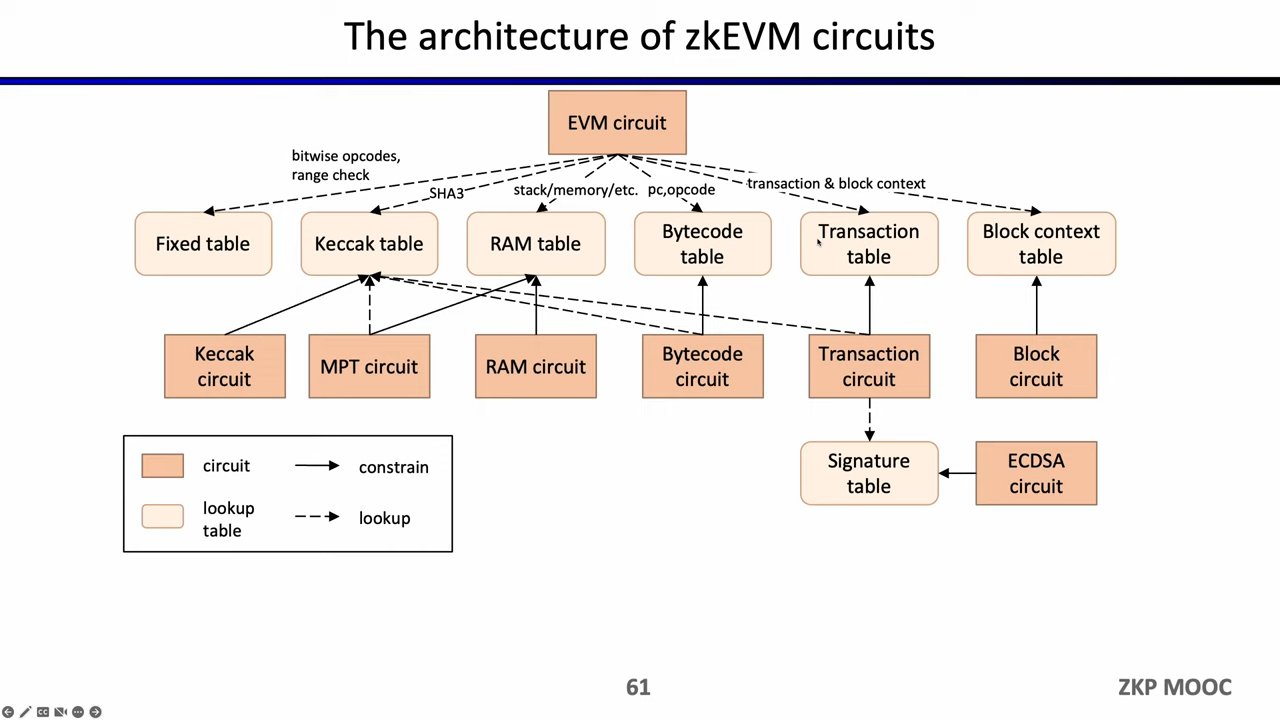 The architecture of zkEVM circuits
EVM circuit
bitwise opcodes,
range check
SHA3
stack/memory/etc.
pc,opcode
transaction & block context
Fixed table
Keccak table
RAM table
Bytecode
table
Transaction
table
Block context
table
Keccak
circuit
MPT circuit
RAM circuit
Bytecode
circuit
Transaction
circuit
Block
circuit
Signature
table
ECDSA
circuit
circuit
constrain
lookup
table
lookup
61
ZKP MOOC